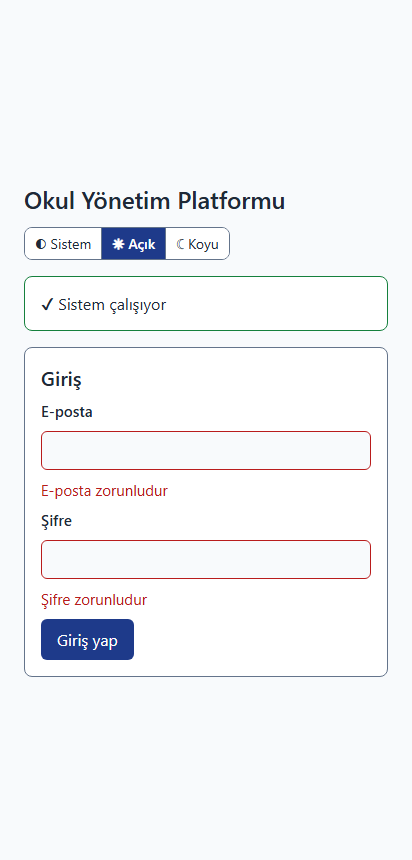 Okul Yönetim Platformu
◐ Sistem ✱ Açık ☾ Koyu
✓ Sistem çalışıyor
Giriş
E-posta
E-posta zorunludur
Şifre
Şifre zorunludur
Giriş yap